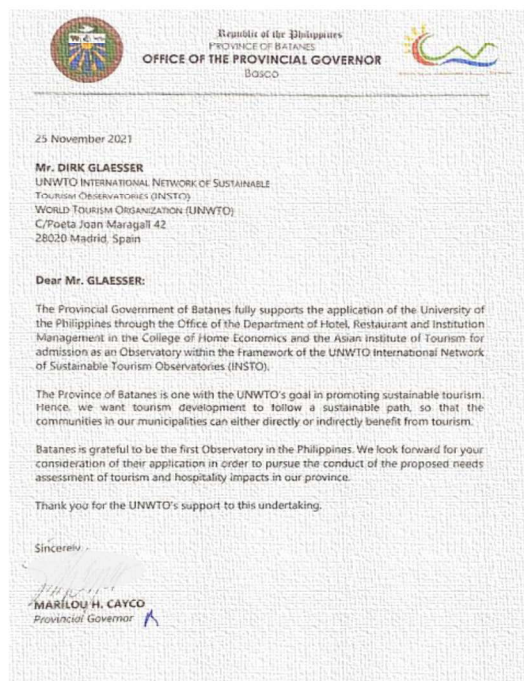 Republic of the Philippines
PROVINCE OF BATANES
OFFICE OF THE PROVINCIAL GOVERNOR
Basco
25 November 2021
Mr. DIRK GLAESSER
UNWTO INTERNATIONAL NETWORK OF SUSTAINABLE
TOURISM OBSERVATORIES (INSTO)
WORLD TOURISM ORGANIZATION (UNWTO)
C/Poeta Joan Maragall 42
28020 Madrid, Spain
Dear Mr. GLAESSER:
The Provincial Government of Batanes fully supports the application of the University of
the Philippines through the Office of the Department of Hotel, Restaurant and Institution
Management in the College of Home Economics and the Asian Institute of Tourism for
admission as an Observatory within the Framework of the UNWTO International Network
of Sustainable Tourism Observatories (INSTO).
The Province of Batanes is one with the UNWTO's goal in promoting sustainable tourism.
Hence, we want tourism development to follow a sustainable path, so that the
communities in our municipalities can either directly or indirectly benefit from tourism.
Batanes is grateful to be the first Observatory in the Philippines. We look forward for your
consideration of their application in order to pursue the conduct of the proposed needs
assessment of tourism and hospitality impacts in our province.
Thank you for the UNWTO's support to this undertaking.
Sincerely,
MARILOU H. CAYCO
Provincial Governor